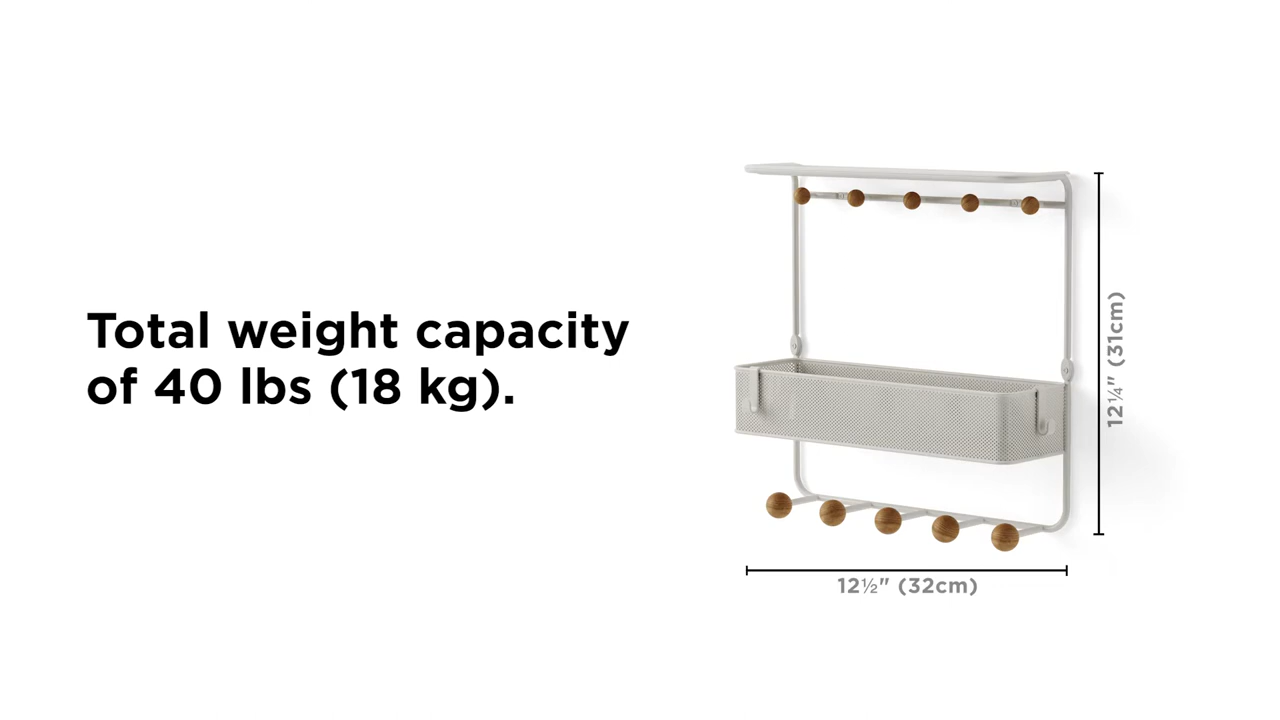 Total weight capacity
of 40 lbs (18 kg).
12¼" (31cm)
12½" (32cm)